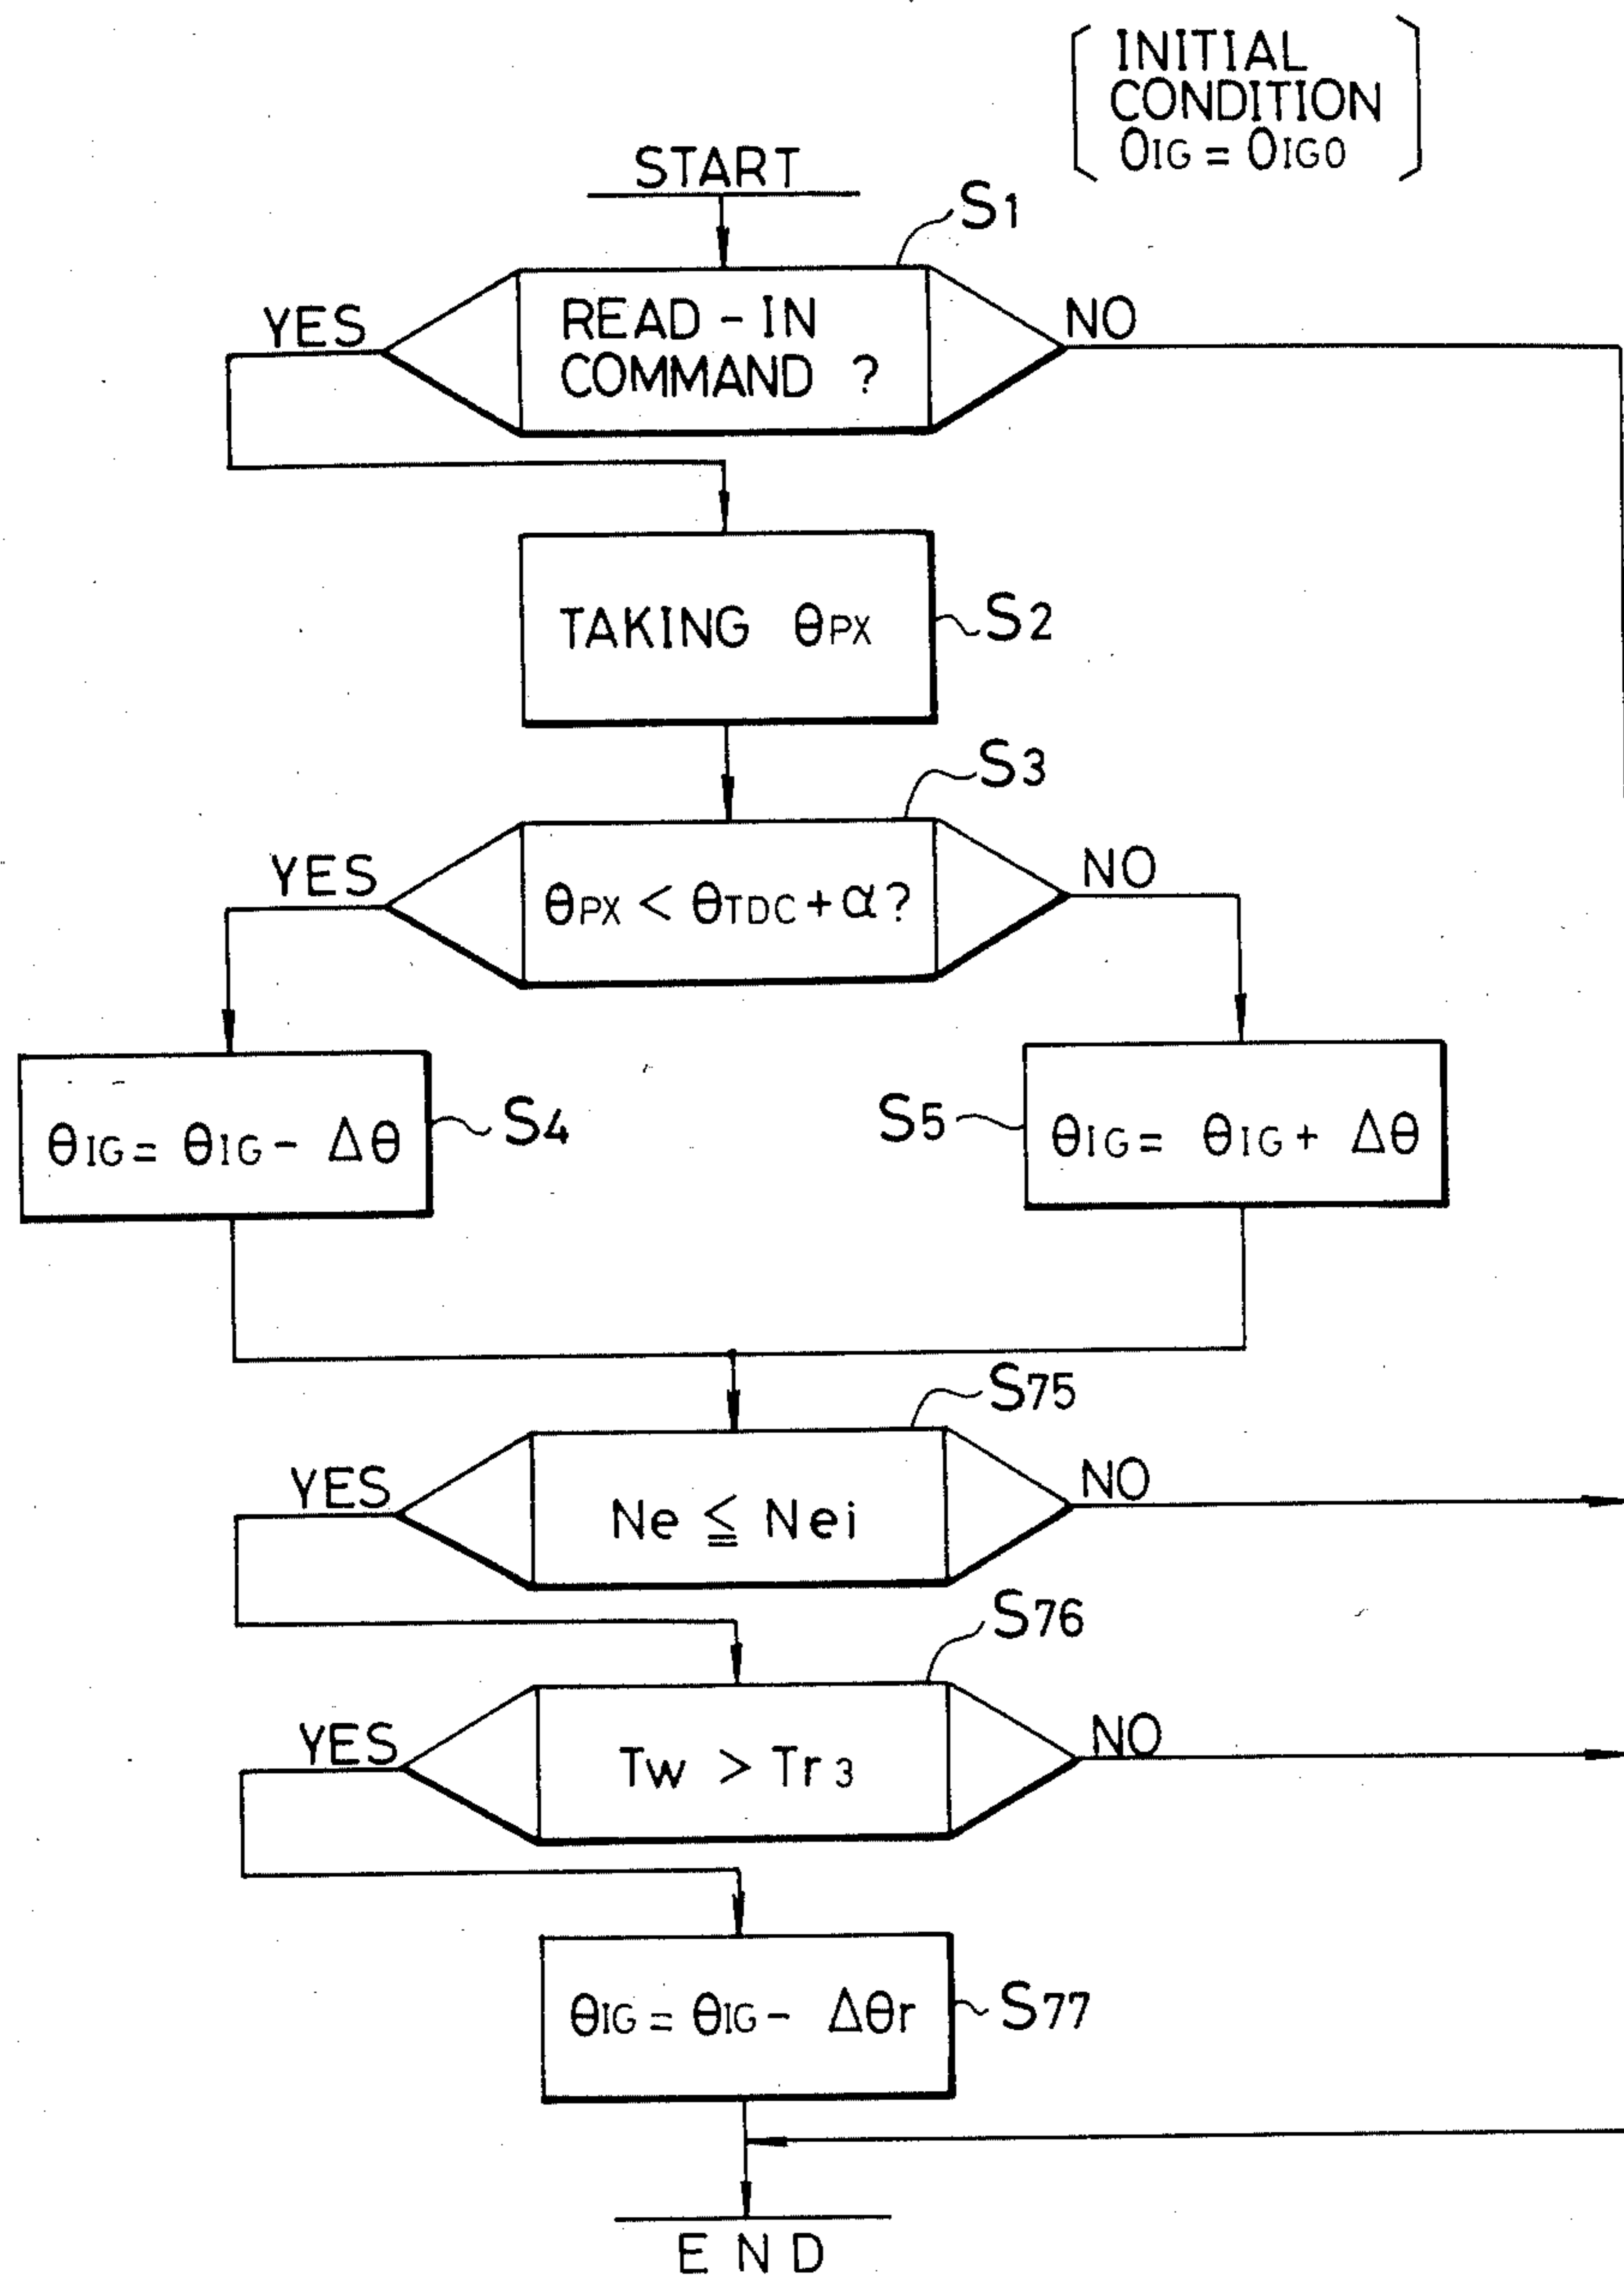 INITIAL
CONDITION
OIG = OIGO
START
S1
YES
READ-IN
COMMAND ?
NO
TAKING θPX
S2
S3
YES
θPX < θTDC + α ?
NO
θIG = θIG - Δθ
S4
S5
θIG = θIG + Δθ
S75
YES
Ne ≦ Nei
NO
S76
YES
Tw > Tr3
NO
θIG = θIG - Δθr
S77
END